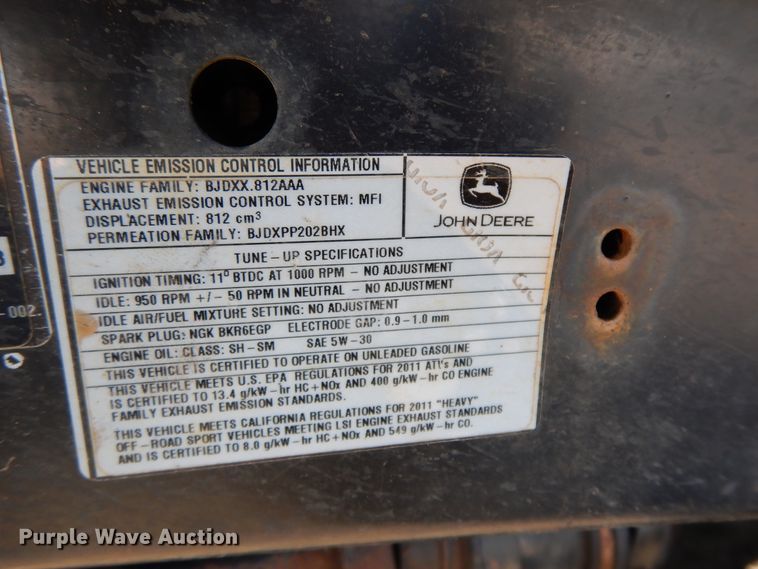 VEHICLE EMISSION CONTROL INFORMATION
ENGINE FAMILY: BJDXX.812AAA
EXHAUST EMISSION CONTROL SYSTEM: MFI
DISPLACEMENT: 812 cm³
PERMEATION FAMILY: BJDXPP202BHX
JOHN DEERE
TUNE-UP SPECIFICATIONS
IGNITION TIMING: 11° BTDC AT 1000 RPM - NO ADJUSTMENT
IDLE: 950 RPM +/- 50 RPM IN NEUTRAL - NO ADJUSTMENT
IDLE AIR/FUEL MIXTURE SETTING: NO ADJUSTMENT
SPARK PLUG: NGK BKR6EGP ELECTRODE GAP: 0.9-1.0 mm
ENGINE OIL: CLASS: SH-SM SAE 5W-30
THIS VEHICLE IS CERTIFIED TO OPERATE ON UNLEADED GASOLINE
THIS VEHICLE MEETS U.S. EPA REGULATIONS FOR 2011 ATV's AND
IS CERTIFIED TO 13.4 g/kW-hr HC+NOx AND 400 g/kW-hr CO ENGINE
FAMILY EXHAUST EMISSION STANDARDS.
THIS VEHICLE MEETS CALIFORNIA REGULATIONS FOR 2011 "HEAVY"
OFF-ROAD SPORT VEHICLES MEETING LSI ENGINE EXHAUST STANDARDS
AND IS CERTIFIED TO 8.0 g/kW-hr HC+NOx AND 549 g/kW-hr CO.
-002
Purple Wave Auction